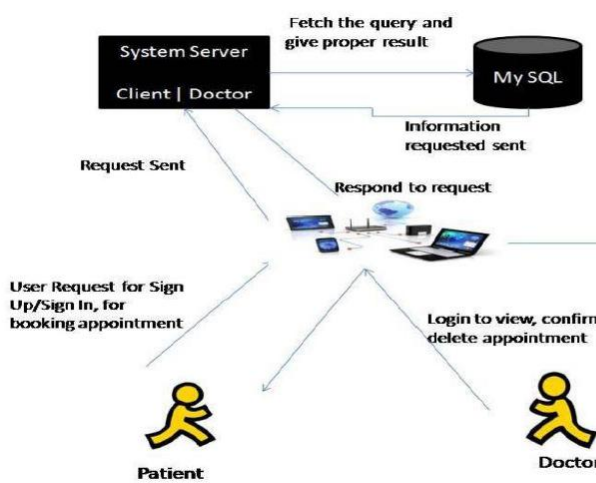 Fetch the query and
give proper result
System Server
Client | Doctor
My SQL
Information
requested sent
Request Sent
Respond to request
User Request for Sign
Up/Sign In, for
booking appointment
Login to view, confirm
delete appointment
Patient
Doctor